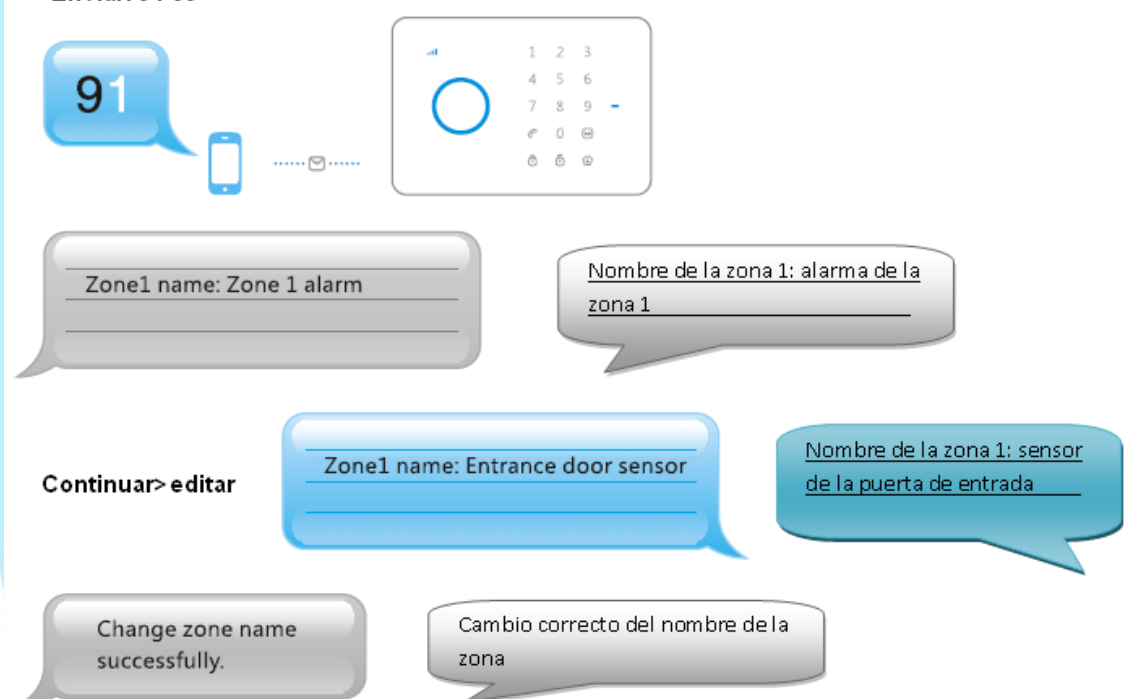 91
1 2 3
4 5 6
7 8 9
0
Zone1 name: Zone 1 alarm
Nombre de la zona 1: alarma de la
zona 1
Continuar> editar
Zone1 name: Entrance door sensor
Nombre de la zona 1: sensor
de la puerta de entrada
Change zone name
successfully.
Cambio correcto del nombre de la
zona